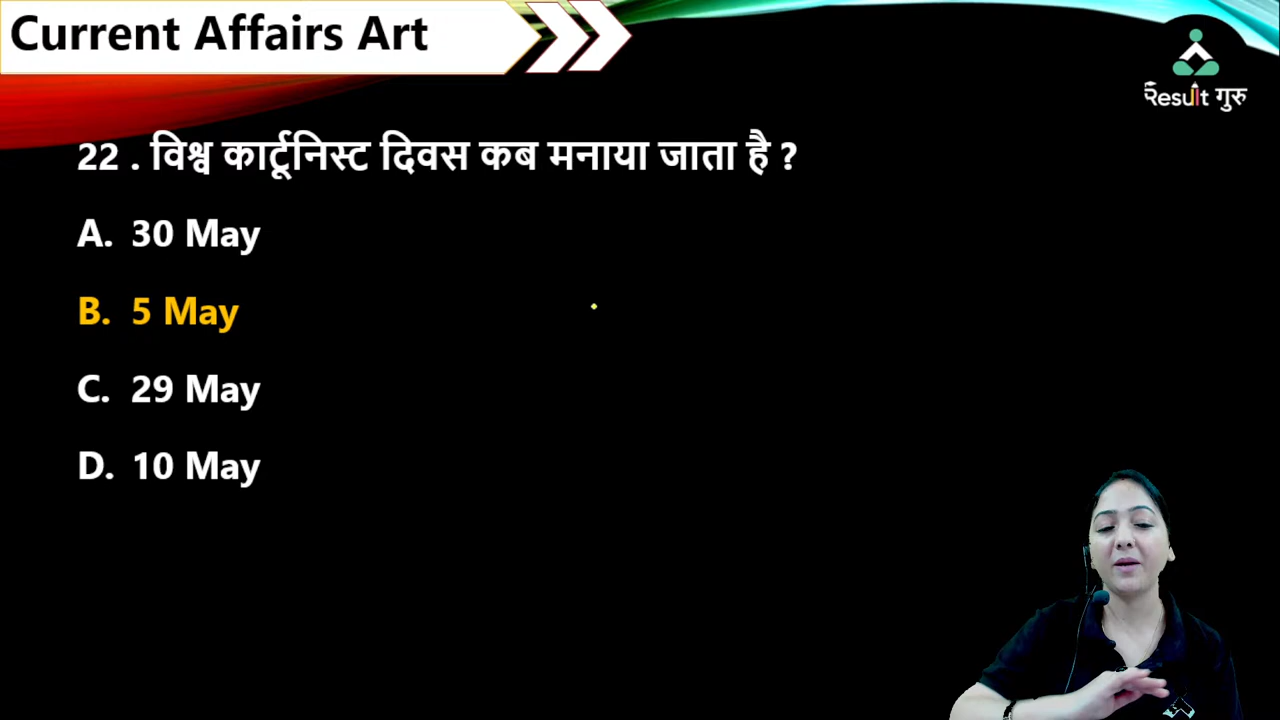 Current Affairs Art
Result गुरु
22 . विश्व कार्टूनिस्ट दिवस कब मनाया जाता है ?
A. 30 May
B. 5 May
C. 29 May
D. 10 May